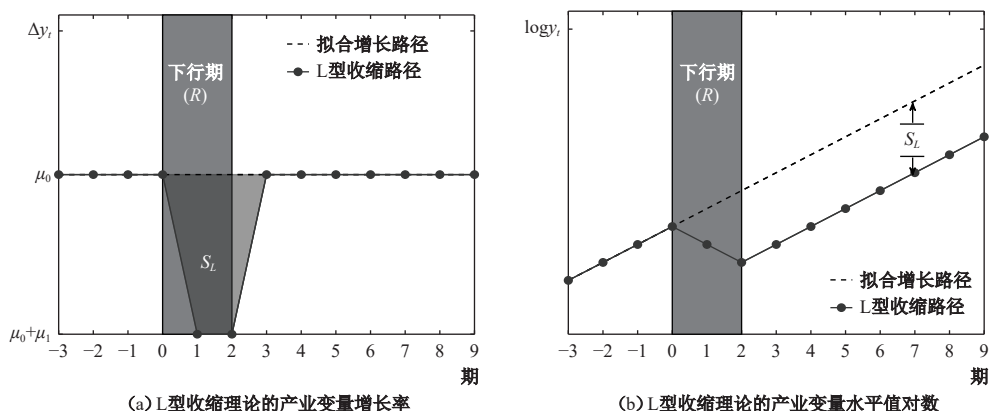 Δyₜ
拟合增长路径
L型收缩路径
下行期
(R)
μ₀
S_L
μ₀+μ₁
−3 −2 −1 0 1 2 3 4 5 6 7 8 9
期
(a)L型收缩理论的产业变量增长率
logyₜ
下行期
(R)
S_L
拟合增长路径
L型收缩路径
−3 −2 −1 0 1 2 3 4 5 6 7 8 9
期
(b)L型收缩理论的产业变量水平值对数